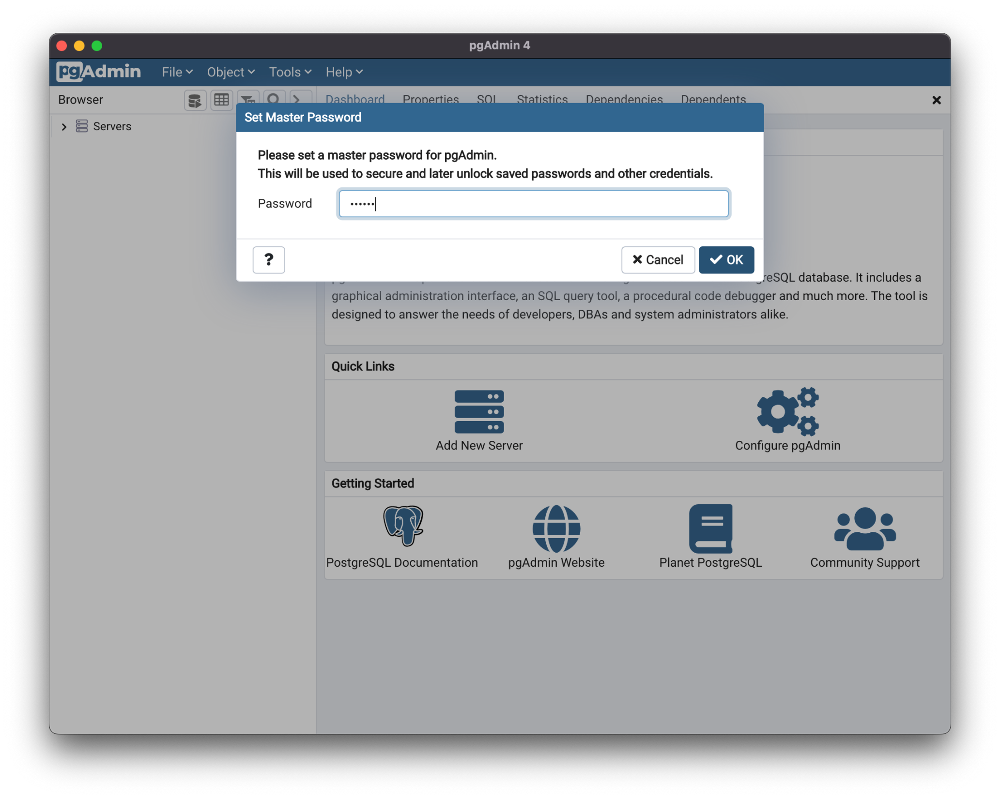 pgAdmin 4
pgAdmin File Object Tools Help
Browser Dashboard Properties SQL Statistics Dependencies Dependents
Servers
Set Master Password
Please set a master password for pgAdmin.
This will be used to secure and later unlock saved passwords and other credentials.
Password ••••••
? Cancel OK
reSQL database. It includes a
graphical administration interface, an SQL query tool, a procedural code debugger and much more. The tool is
designed to answer the needs of developers, DBAs and system administrators alike.
Quick Links
Add New Server Configure pgAdmin
Getting Started
PostgreSQL Documentation pgAdmin Website Planet PostgreSQL Community Support